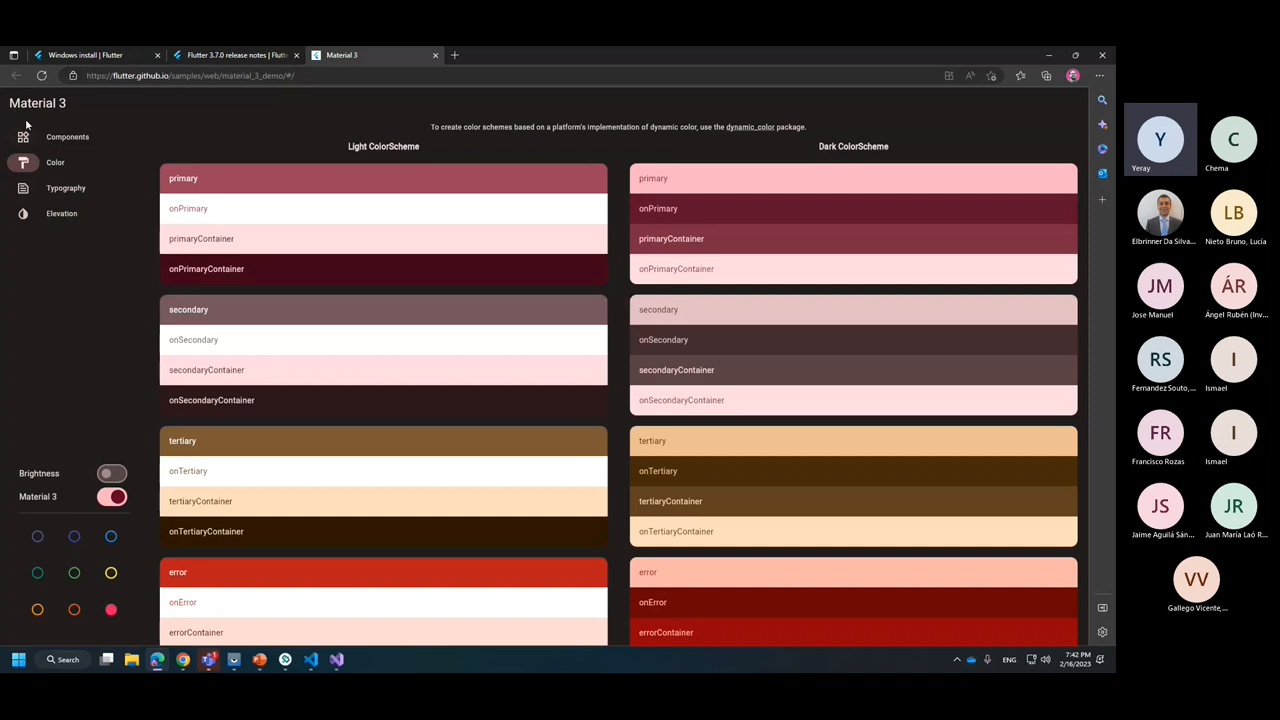 Windows install | Flutter
Flutter 3.7.0 release notes | Flutte
Material 3
https://flutter.github.io/samples/web/material_3_demo/#/
Material 3
Components
Color
Typography
Elevation
Brightness
Material 3
To create color schemes based on a platform's implementation of dynamic color, use the dynamic_color package.
Light ColorScheme
primary
onPrimary
primaryContainer
onPrimaryContainer
secondary
onSecondary
secondaryContainer
onSecondaryContainer
tertiary
onTertiary
tertiaryContainer
onTertiaryContainer
error
onError
errorContainer
Dark ColorScheme
primary
onPrimary
primaryContainer
onPrimaryContainer
secondary
onSecondary
secondaryContainer
onSecondaryContainer
tertiary
onTertiary
tertiaryContainer
onTertiaryContainer
error
onError
errorContainer
Search
ENG
7:42 PM
2/16/2023
Y
Yeray
C
Chema
Elbrinner Da Silva...
LB
Nieto Bruno, Lucía
JM
Jose Manuel
ÁR
Ángel Rubén (Inv...
RS
Fernandez Souto,...
I
Ismael
FR
Francisco Rozas
I
Ismael
JS
Jaime Aguilá Sán...
JR
Juan María Laó R...
VV
Gallego Vicente,...